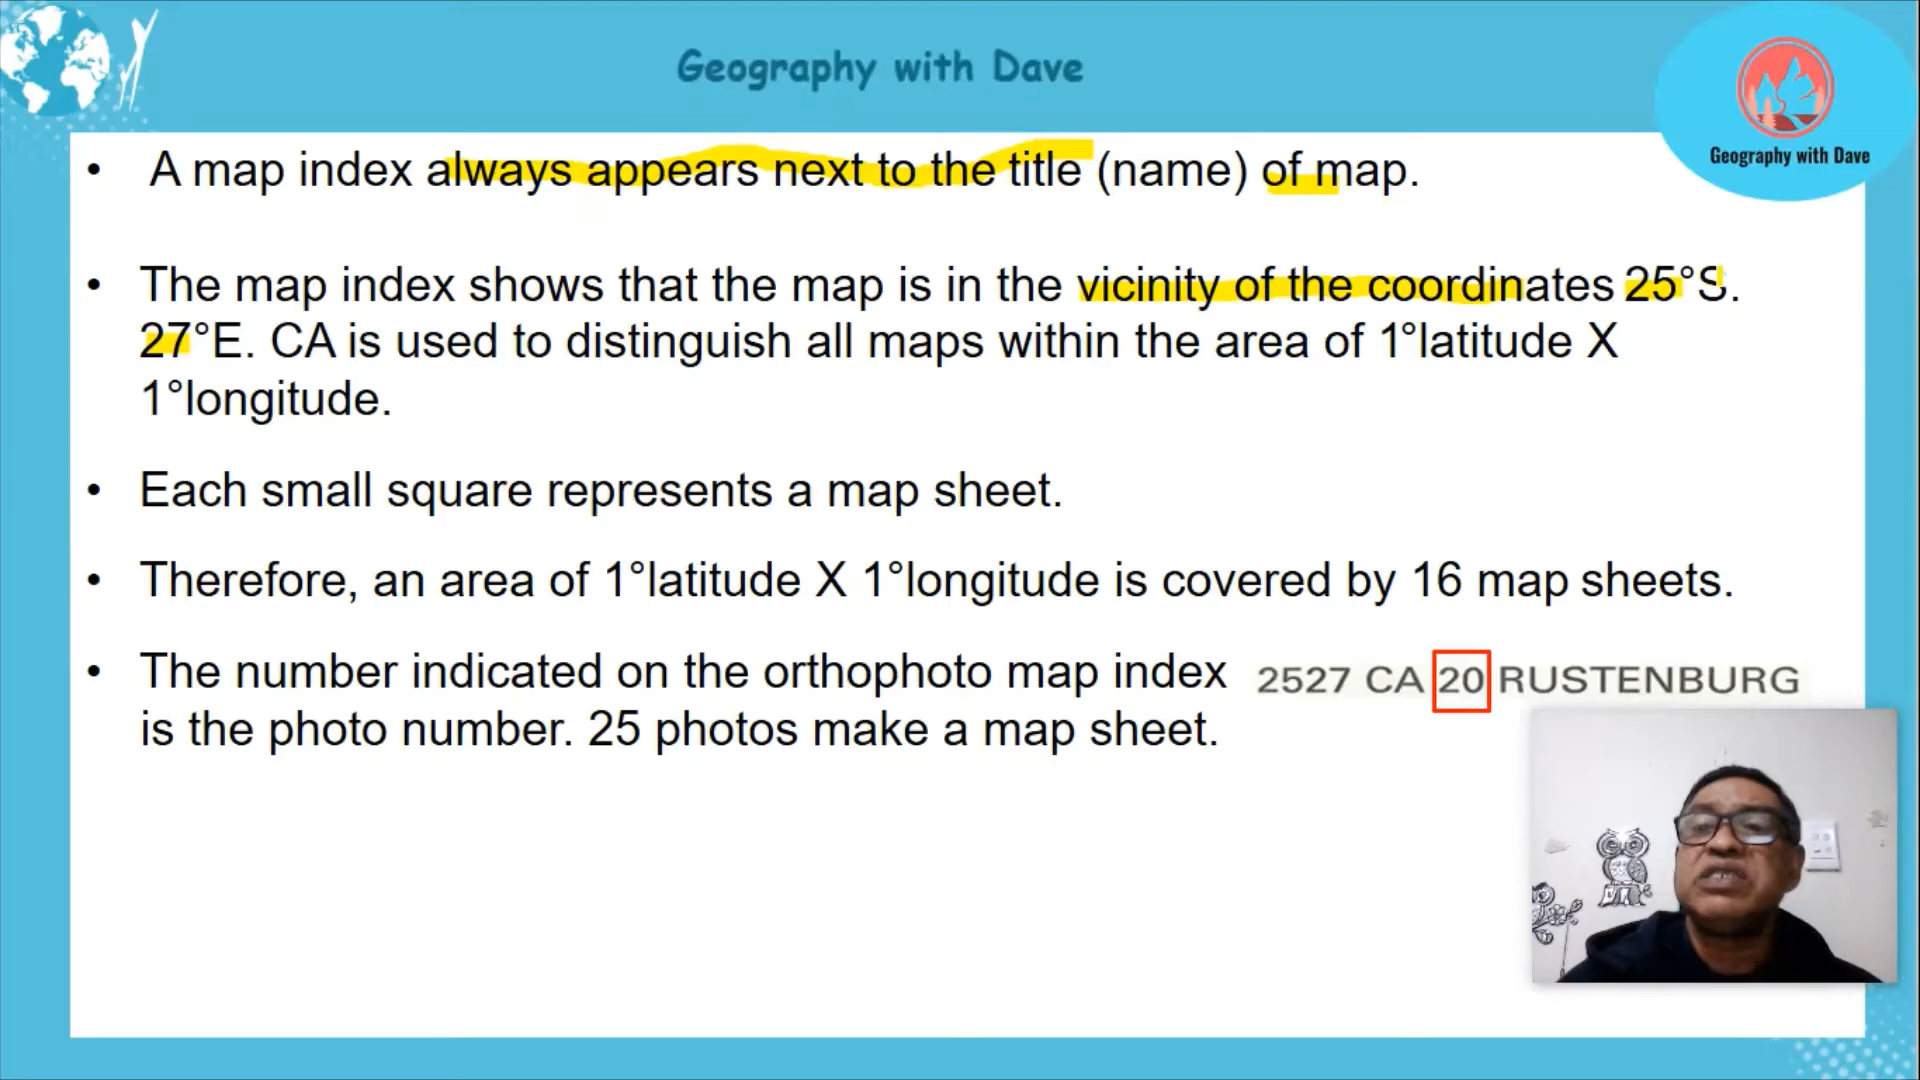 Geography with Dave
Geography with Dave
• A map index always appears next to the title (name) of map.
• The map index shows that the map is in the vicinity of the coordinates 25°S.
27°E. CA is used to distinguish all maps within the area of 1°latitude X
1°longitude.
• Each small square represents a map sheet.
• Therefore, an area of 1°latitude X 1°longitude is covered by 16 map sheets.
• The number indicated on the orthophoto map index
is the photo number. 25 photos make a map sheet.
2527 CA 20 RUSTENBURG